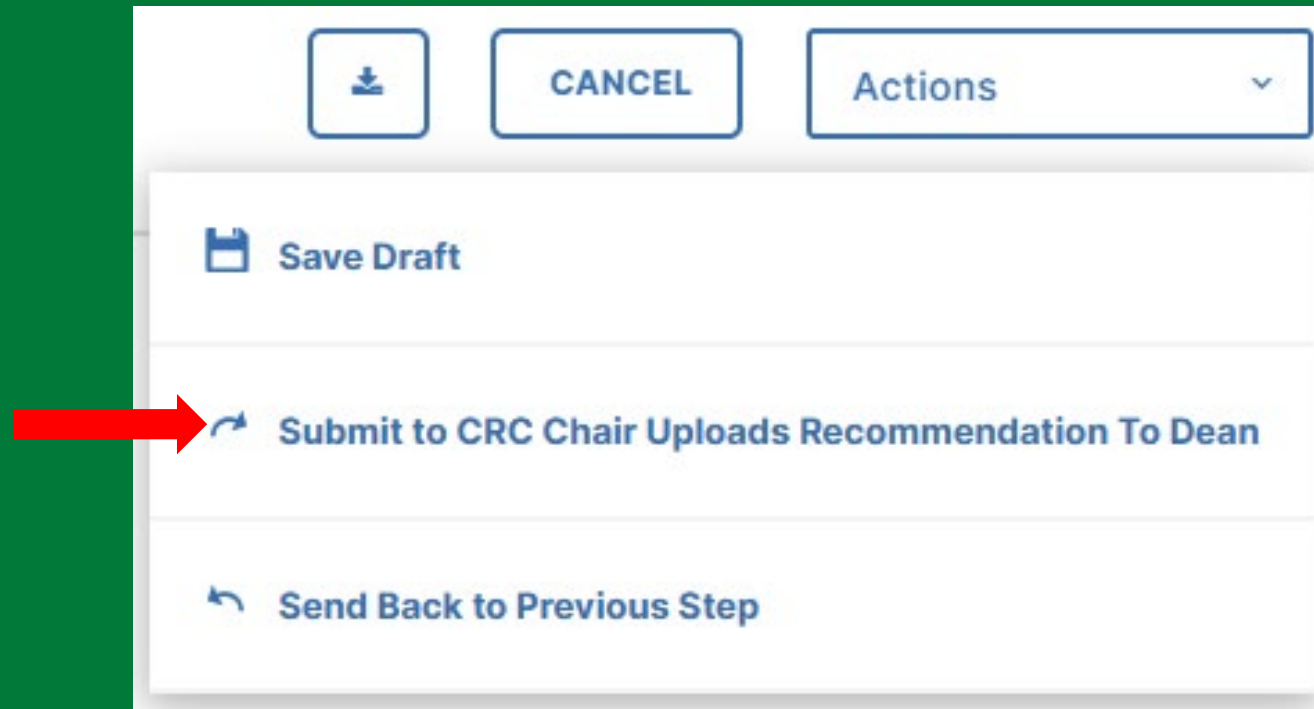 CANCEL
Actions
Save Draft
Submit to CRC Chair Uploads Recommendation To Dean
Send Back to Previous Step